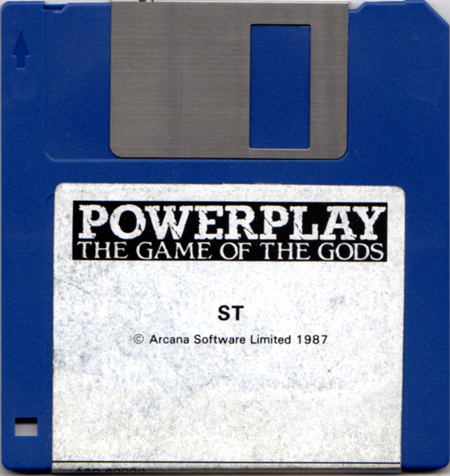 POWERPLAY
THE GAME OF THE GODS
ST
© Arcana Software Limited 1987